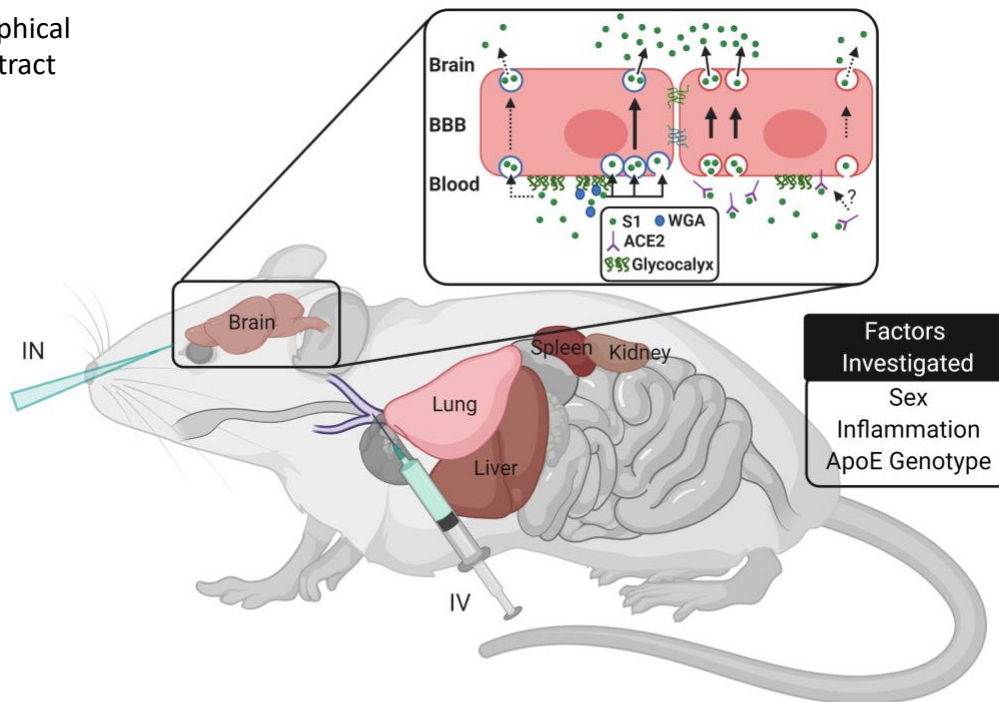 phical
tract
Brain
BBB
Blood
?
S1 WGA
ACE2
Glycocalyx
IN
Brain
Spleen Kidney
Lung
Liver
IV
Factors
Investigated
Sex
Inflammation
ApoE Genotype